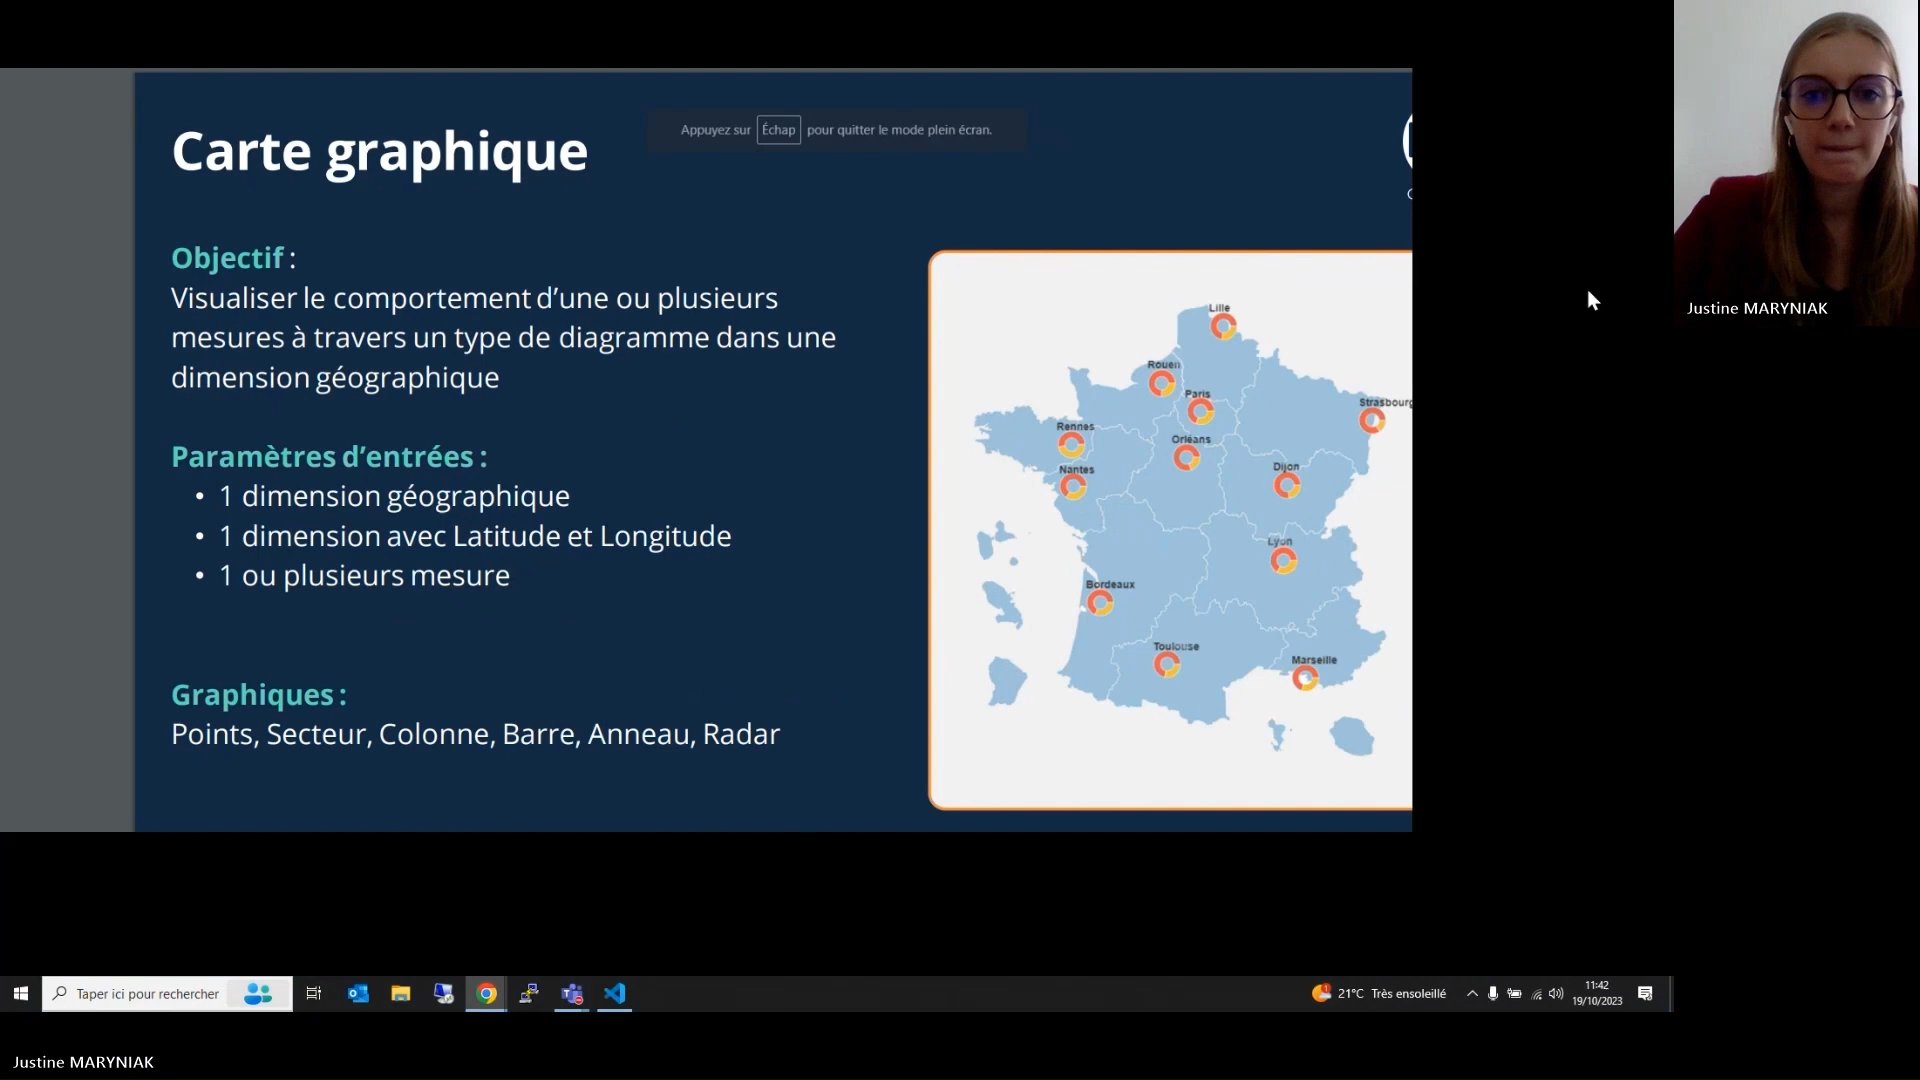 Carte graphique
Appuyez sur Échap pour quitter le mode plein écran.
Objectif :
Visualiser le comportement d’une ou plusieurs
mesures à travers un type de diagramme dans une
dimension géographique
Paramètres d’entrées :
• 1 dimension géographique
• 1 dimension avec Latitude et Longitude
• 1 ou plusieurs mesure
Graphiques :
Points, Secteur, Colonne, Barre, Anneau, Radar
Lille
Rouen
Paris
Strasbourg
Rennes
Orléans
Nantes
Dijon
Lyon
Bordeaux
Toulouse
Marseille
Justine MARYNIAK
Taper ici pour rechercher
21°C Très ensoleillé
11:42
19/10/2023
Justine MARYNIAK